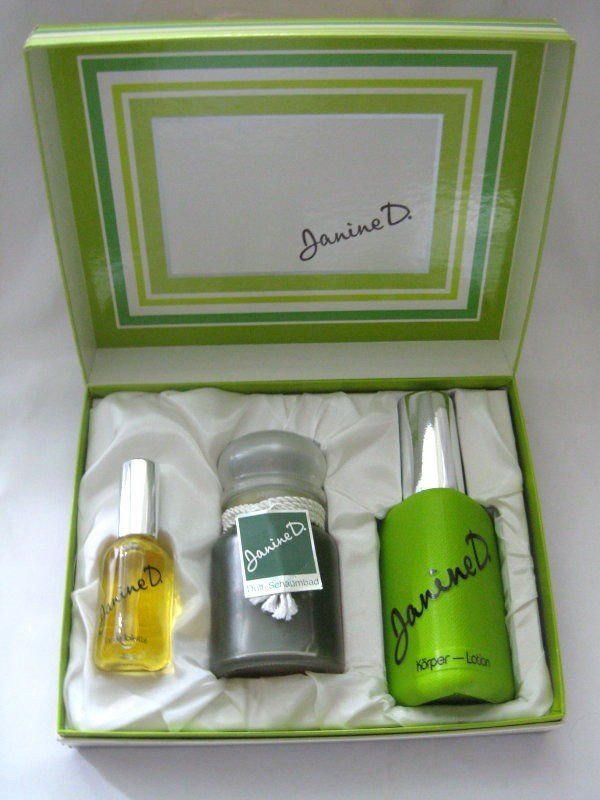 Janine D.
Janine D.
Janine D.
Duft-Schaumbad
Janine D.
Körper - Lotion